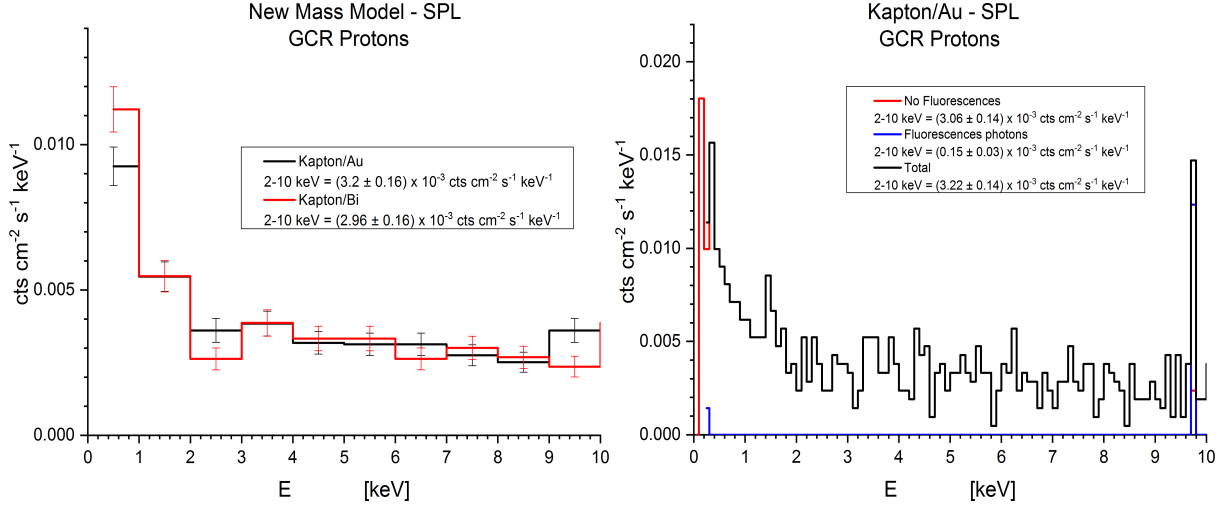 New Mass Model - SPL
GCR Protons
cts cm⁻² s⁻¹ keV⁻¹
0.010
0.005
0.000
Kapton/Au
2-10 keV = (3.2 ± 0.16) x 10⁻³ cts cm⁻² s⁻¹ keV⁻¹
Kapton/Bi
2-10 keV = (2.96 ± 0.16) x 10⁻³ cts cm⁻² s⁻¹ keV⁻¹
0 1 2 3 4 5 6 7 8 9 10
E [keV]
Kapton/Au - SPL
GCR Protons
cts cm⁻² s⁻¹ keV⁻¹
0.020
0.015
0.010
0.005
0.000
No Fluorescences
2-10 keV = (3.06 ± 0.14) x 10⁻³ cts cm⁻² s⁻¹ keV⁻¹
Fluorescences photons
2-10 keV = (0.15 ± 0.03) x 10⁻³ cts cm⁻² s⁻¹ keV⁻¹
Total
2-10 keV = (3.22 ± 0.14) x 10⁻³ cts cm⁻² s⁻¹ keV⁻¹
0 1 2 3 4 5 6 7 8 9 10
E [keV]